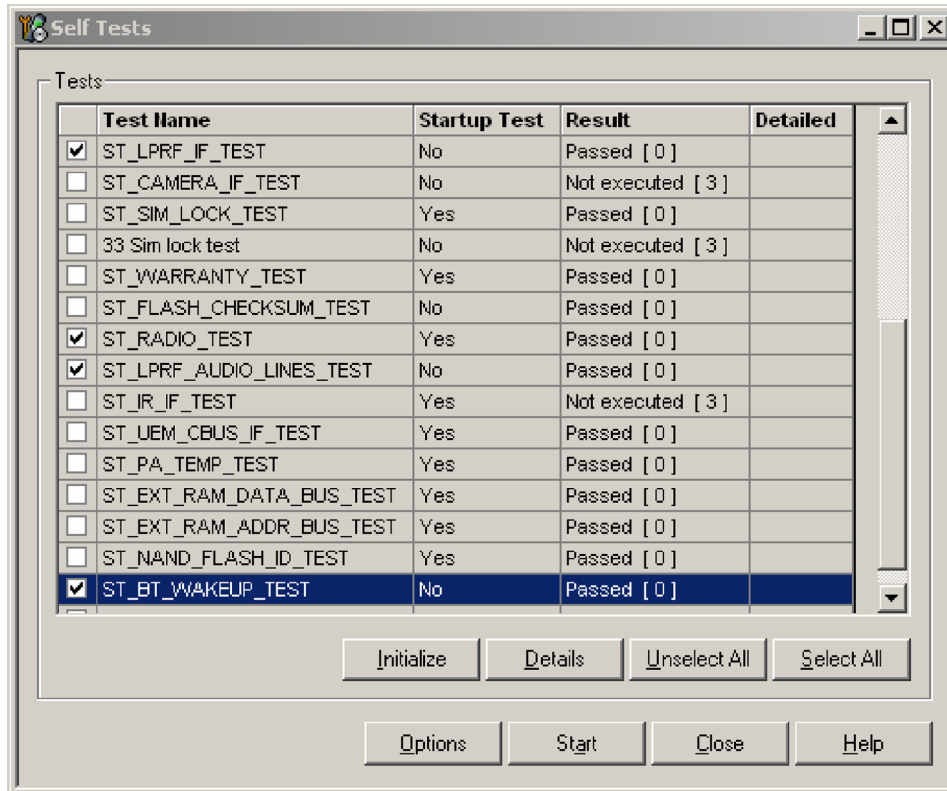 Self Tests
Tests
Test Name Startup Test Result Detailed
ST_LPRF_IF_TEST No Passed [ 0 ]
ST_CAMERA_IF_TEST No Not executed [ 3 ]
ST_SIM_LOCK_TEST Yes Passed [ 0 ]
33 Sim lock test No Not executed [ 3 ]
ST_WARRANTY_TEST Yes Passed [ 0 ]
ST_FLASH_CHECKSUM_TEST No Passed [ 0 ]
ST_RADIO_TEST Yes Passed [ 0 ]
ST_LPRF_AUDIO_LINES_TEST No Passed [ 0 ]
ST_IR_IF_TEST Yes Not executed [ 3 ]
ST_UEM_CBUS_IF_TEST Yes Passed [ 0 ]
ST_PA_TEMP_TEST Yes Passed [ 0 ]
ST_EXT_RAM_DATA_BUS_TEST Yes Passed [ 0 ]
ST_EXT_RAM_ADDR_BUS_TEST Yes Passed [ 0 ]
ST_NAND_FLASH_ID_TEST Yes Passed [ 0 ]
ST_BT_WAKEUP_TEST No Passed [ 0 ]
Initialize Details Unselect All Select All
Options Start Close Help